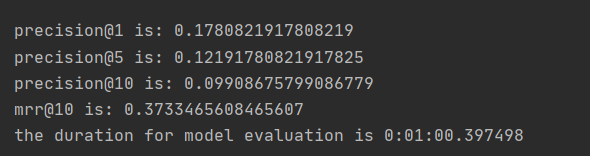 precision@1 is: 0.1780821917808219
precision@5 is: 0.12191780821917825
precision@10 is: 0.09908675799086779
mrr@10 is: 0.3733465608465607
the duration for model evaluation is 0:01:00.397498